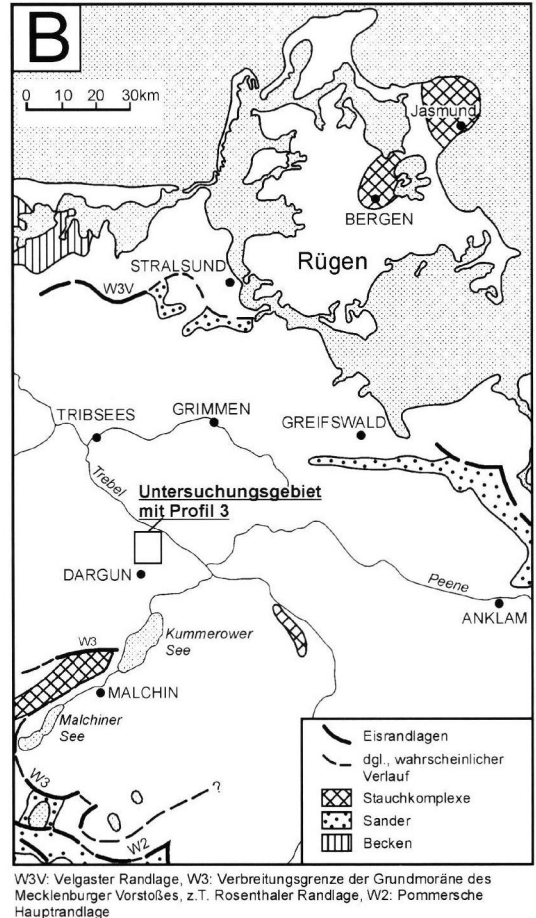 B
0 10 20 30km
Jasmund
BERGEN
Rügen
STRALSUND
W3V
TRIBSEES
GRIMMEN
GREIFSWALD
Trebel
Untersuchungsgebiet
mit Profil 3
DARGUN
Peene
ANKLAM
Kummerower
See
W3
MALCHIN
Malchiner
See
W3
?
W2
Eisrandlagen
dgl., wahrscheinlicher
Verlauf
Stauchkomplexe
Sander
Becken
W3V: Velgaster Randlage, W3: Verbreitungsgrenze der Grundmoräne des
Mecklenburger Vorstoßes, z.T. Rosenthaler Randlage, W2: Pommersche
Hauptrandlage